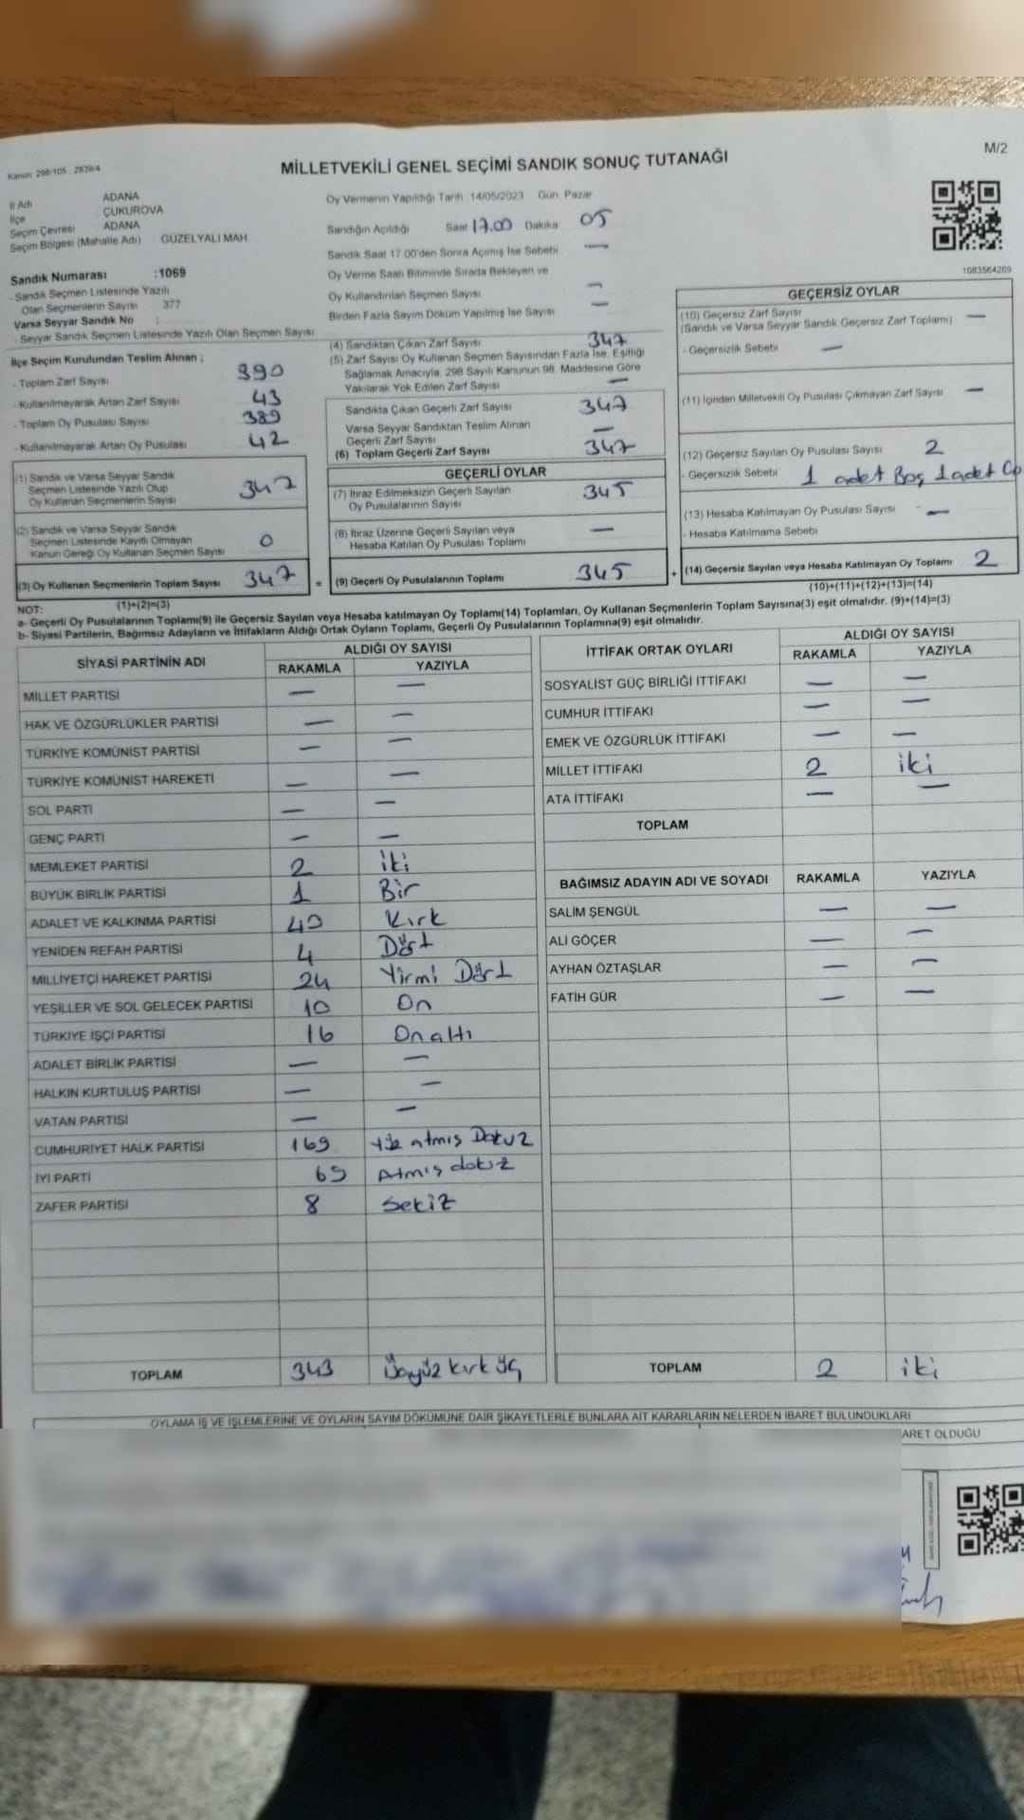 M/2
Kanun: 298/105 , 2839/4
MİLLETVEKİLİ GENEL SEÇİMİ SANDIK SONUÇ TUTANAĞI
İl Adı ADANA
İlçe ÇUKUROVA
Seçim Çevresi ADANA
Seçim Bölgesi (Mahalle Adı) GÜZELYALI MAH.
Sandık Numarası :1069
- Sandık Seçmen Listesinde Yazılı
Olan Seçmenlerin Sayısı 377
Varsa Seyyar Sandık No :
- Seyyar Sandık Seçmen Listesinde Yazılı Olan Seçmen Sayısı:
İlçe Seçim Kurulundan Teslim Alınan ;
- Toplam Zarf Sayısı 390
- Kullanılmayarak Artan Zarf Sayısı 43
- Toplam Oy Pusulası Sayısı 389
- Kullanılmayarak Artan Oy Pusulası 42
(1) Sandık ve Varsa Seyyar Sandık
Seçmen Listesinde Yazılı Olup
Oy Kullanan Seçmenlerin Sayısı 347
(2) Sandık ve Varsa Seyyar Sandık
Seçmen Listesinde Kayıtlı Olmayan
Kanun Gereği Oy Kullanan Seçmen Sayısı 0
(3) Oy Kullanan Seçmenlerin Toplam Sayısı 347
(1)+(2)=(3)
Oy Vermenin Yapıldığı Tarih 14/05/2023 Gün: Pazar
Sandığın Açıldığı Saat 17.00 Dakika 05
Sandık Saat 17.00'den Sonra Açılmış İse Sebebi —
Oy Verme Saati Bitiminde Sırada Bekleyen ve
Oy Kullandırılan Seçmen Sayısı —
Birden Fazla Sayım Döküm Yapılmış İse Sayısı —
(4) Sandıktan Çıkan Zarf Sayısı 347
(5) Zarf Sayısı Oy Kullanan Seçmen Sayısından Fazla İse, Eşitliği
Sağlamak Amacıyla, 298 Sayılı Kanunun 98. Maddesine Göre
Yakılarak Yok Edilen Zarf Sayısı —
Sandıkta Çıkan Geçerli Zarf Sayısı 347
Varsa Seyyar Sandıktan Teslim Alınan
Geçerli Zarf Sayısı —
(6) Toplam Geçerli Zarf Sayısı 347
GEÇERLİ OYLAR
(7) İtiraz Edilmeksizin Geçerli Sayılan
Oy Pusulalarının Sayısı 345
(8) İtiraz Üzerine Geçerli Sayılan veya
Hesaba Katılan Oy Pusulası Toplamı —
= (9) Geçerli Oy Pusulalarının Toplamı 345
1083564269
GEÇERSİZ OYLAR
(10) Geçersiz Zarf Sayısı
(Sandık ve Varsa Seyyar Sandık Geçersiz Zarf Toplamı) —
- Geçersizlik Sebebi —
(11) İçinden Milletvekili Oy Pusulası Çıkmayan Zarf Sayısı —
(12) Geçersiz Sayılan Oy Pusulası Sayısı 2
- Geçersizlik Sebebi 1 adet Boş 1 adet
(13) Hesaba Katılmayan Oy Pusulası Sayısı —
- Hesaba Katılmama Sebebi
+ (14) Geçersiz Sayılan veya Hesaba Katılmayan Oy Toplamı 2
(10)+(11)+(12)+(13)=(14)
NOT:
a- Geçerli Oy Pusulalarının Toplamı(9) ile Geçersiz Sayılan veya Hesaba katılmayan Oy Toplamı(14) Toplamları, Oy Kullanan Seçmenlerin Toplam Sayısına(3) eşit olmalıdır. (9)+(14)=(3)
b- Siyasi Partilerin, Bağımsız Adayların ve İttifakların Aldığı Ortak Oyların Toplamı, Geçerli Oy Pusulalarının Toplamına(9) eşit olmalıdır.
SİYASİ PARTİNİN ADI ALDIĞI OY SAYISI
RAKAMLA YAZIYLA
MİLLET PARTİSİ — —
HAK VE ÖZGÜRLÜKLER PARTİSİ — —
TÜRKİYE KOMÜNİST PARTİSİ — —
TÜRKİYE KOMÜNİST HAREKETİ — —
SOL PARTİ — —
GENÇ PARTİ — —
MEMLEKET PARTİSİ 2 iki
BÜYÜK BİRLİK PARTİSİ 1 Bir
ADALET VE KALKINMA PARTİSİ 40 Kırk
YENİDEN REFAH PARTİSİ 4 Dört
MİLLİYETÇİ HAREKET PARTİSİ 24 Yirmi Dört
YEŞİLLER VE SOL GELECEK PARTİSİ 10 On
TÜRKİYE İŞÇİ PARTİSİ 16 Onaltı
ADALET BİRLİK PARTİSİ — —
HALKIN KURTULUŞ PARTİSİ — —
VATAN PARTİSİ — —
CUMHURİYET HALK PARTİSİ 169 Yüz atmış Dokuz
İYİ PARTİ 69 Atmış dokuz
ZAFER PARTİSİ 8 Sekiz
TOPLAM 343 Üçyüz kırk üç
İTTİFAK ORTAK OYLARI ALDIĞI OY SAYISI
RAKAMLA YAZIYLA
SOSYALİST GÜÇ BİRLİĞİ İTTİFAKI — —
CUMHUR İTTİFAKI — —
EMEK VE ÖZGÜRLÜK İTTİFAKI — —
MİLLET İTTİFAKI 2 iki
ATA İTTİFAKI — —
TOPLAM
BAĞIMSIZ ADAYIN ADI VE SOYADI RAKAMLA YAZIYLA
SALİM ŞENGÜL — —
ALİ GÖÇER — —
AYHAN ÖZTAŞLAR — —
FATİH GÜR — —
TOPLAM 2 iki
OYLAMA İŞ VE İŞLEMLERİNE VE OYLARIN SAYIM DÖKÜMÜNE DAİR ŞİKAYETLERLE BUNLARA AİT KARARLARIN NELERDEN İBARET BULUNDUKLARI
ARET OLDUĞU